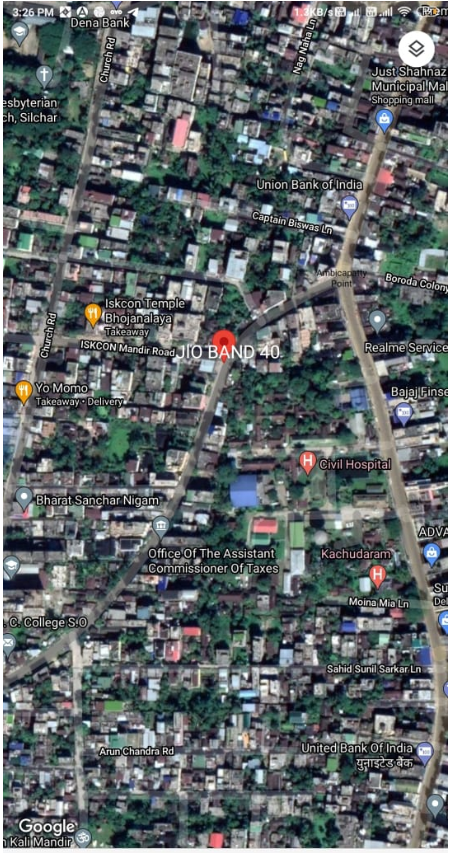 3:26 PM
1.3KB/s
Dena Bank
Church Rd
Nag Naha Ln
Just Shahnaz
Municipal Mal
Shopping mall
esbyterian
ch, Silchar
Union Bank of India
Captain Biswas Ln
Ambicapatty
Point
Boroda Colony
Iskcon Temple
Bhojanalaya
Takeaway
Church Rd
ISKCON Mandir Road
JIO BAND 40
Realme Service
Yo Momo
Takeaway • Delivery
Bajaj Finse
Civil Hospital
Bharat Sanchar Nigam
ADVA
Office Of The Assistant
Commissioner Of Taxes
Kachudaram
Su
Del
Moina Mia Ln
. C. College S.O
Sahid Sunil Sarkar Ln
Arun Chandra Rd
United Bank Of India
युनाइटेड बैंक
Google
n Kali Mandir